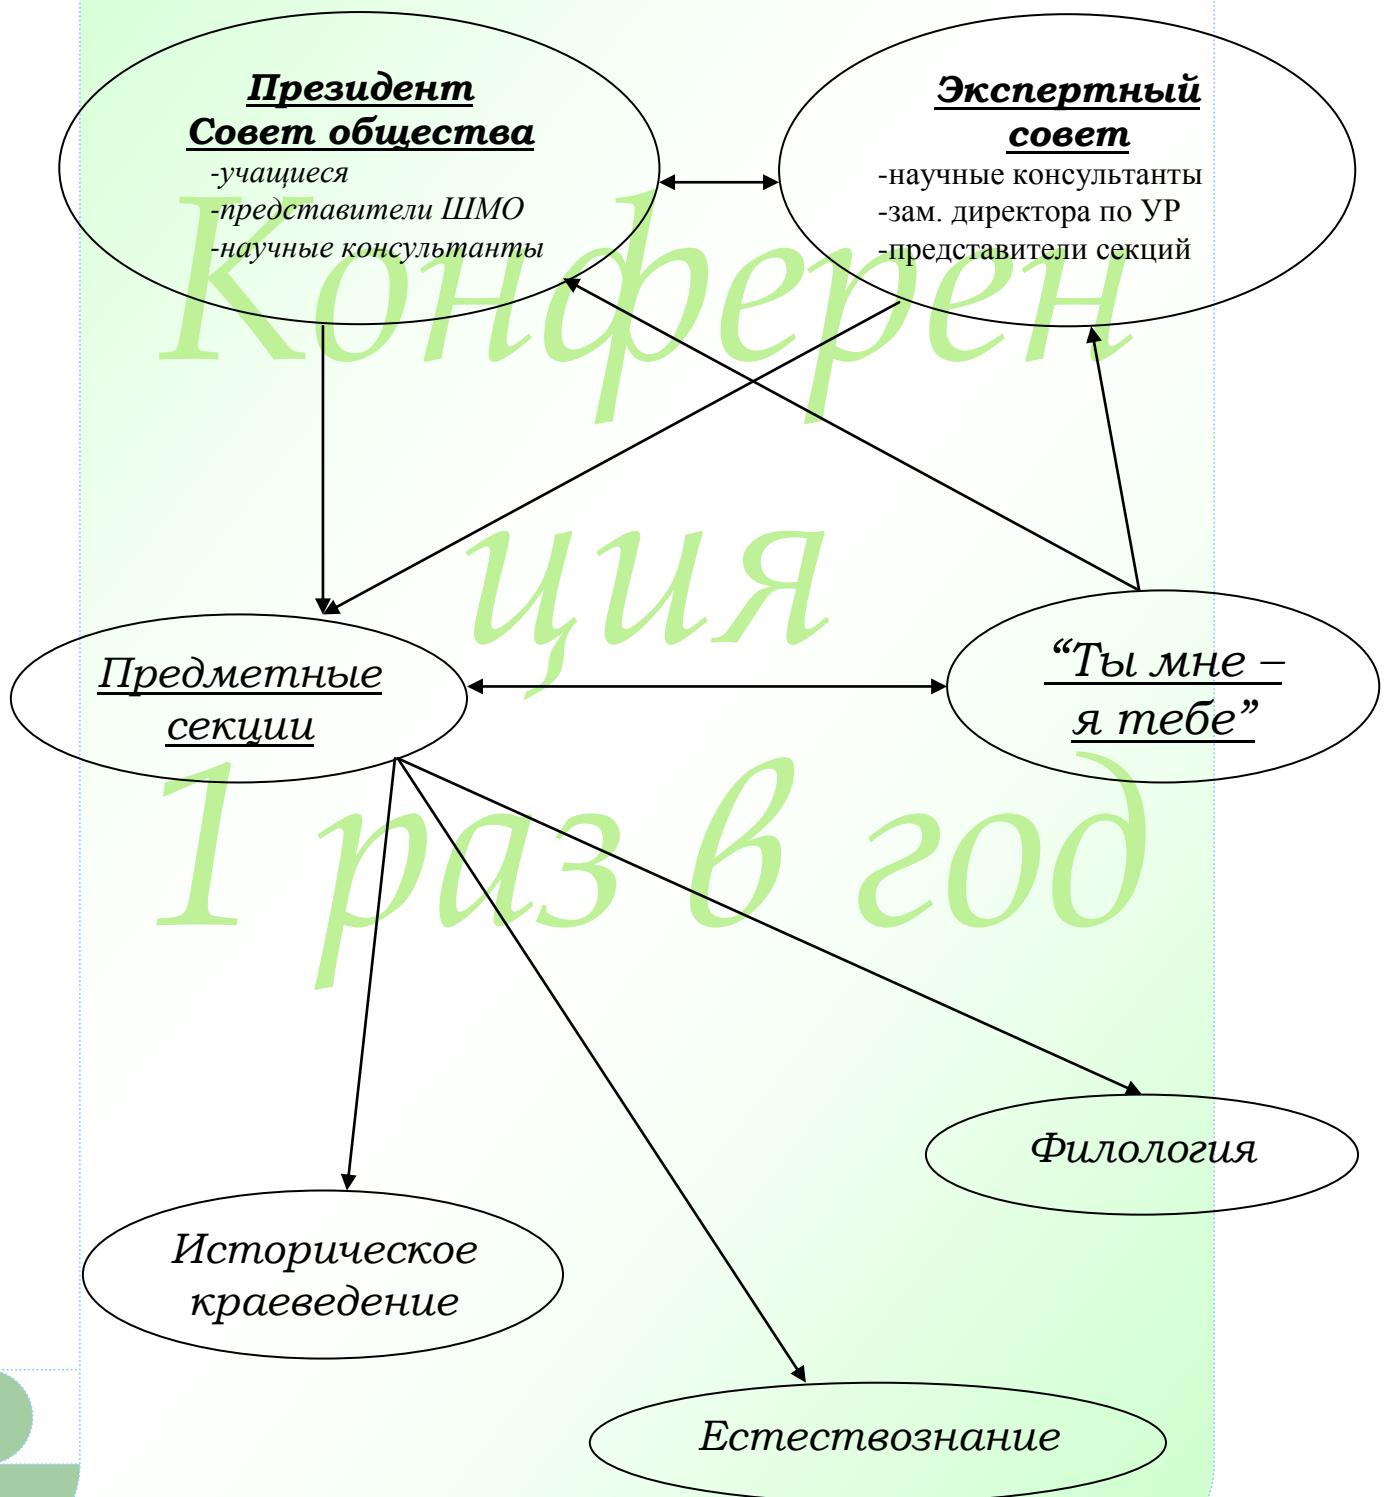 Президент
Совет общества
-учащиеся
-представители ШМО
-научные консультанты
Экспертный
совет
-научные консультанты
-зам. директора по УР
-представители секций
Конферен
ция
1 раз в год
Предметные
секции
“Ты мне –
я тебе”
Филология
Историческое
краеведение
Естествознание